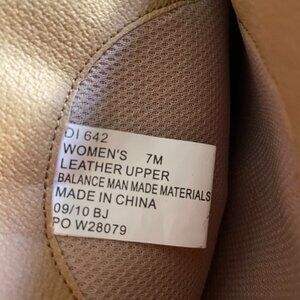 DI 642
WOMEN'S 7M
LEATHER UPPER
BALANCE MAN MADE MATERIALS
MADE IN CHINA
09/10 BJ
PO W28079